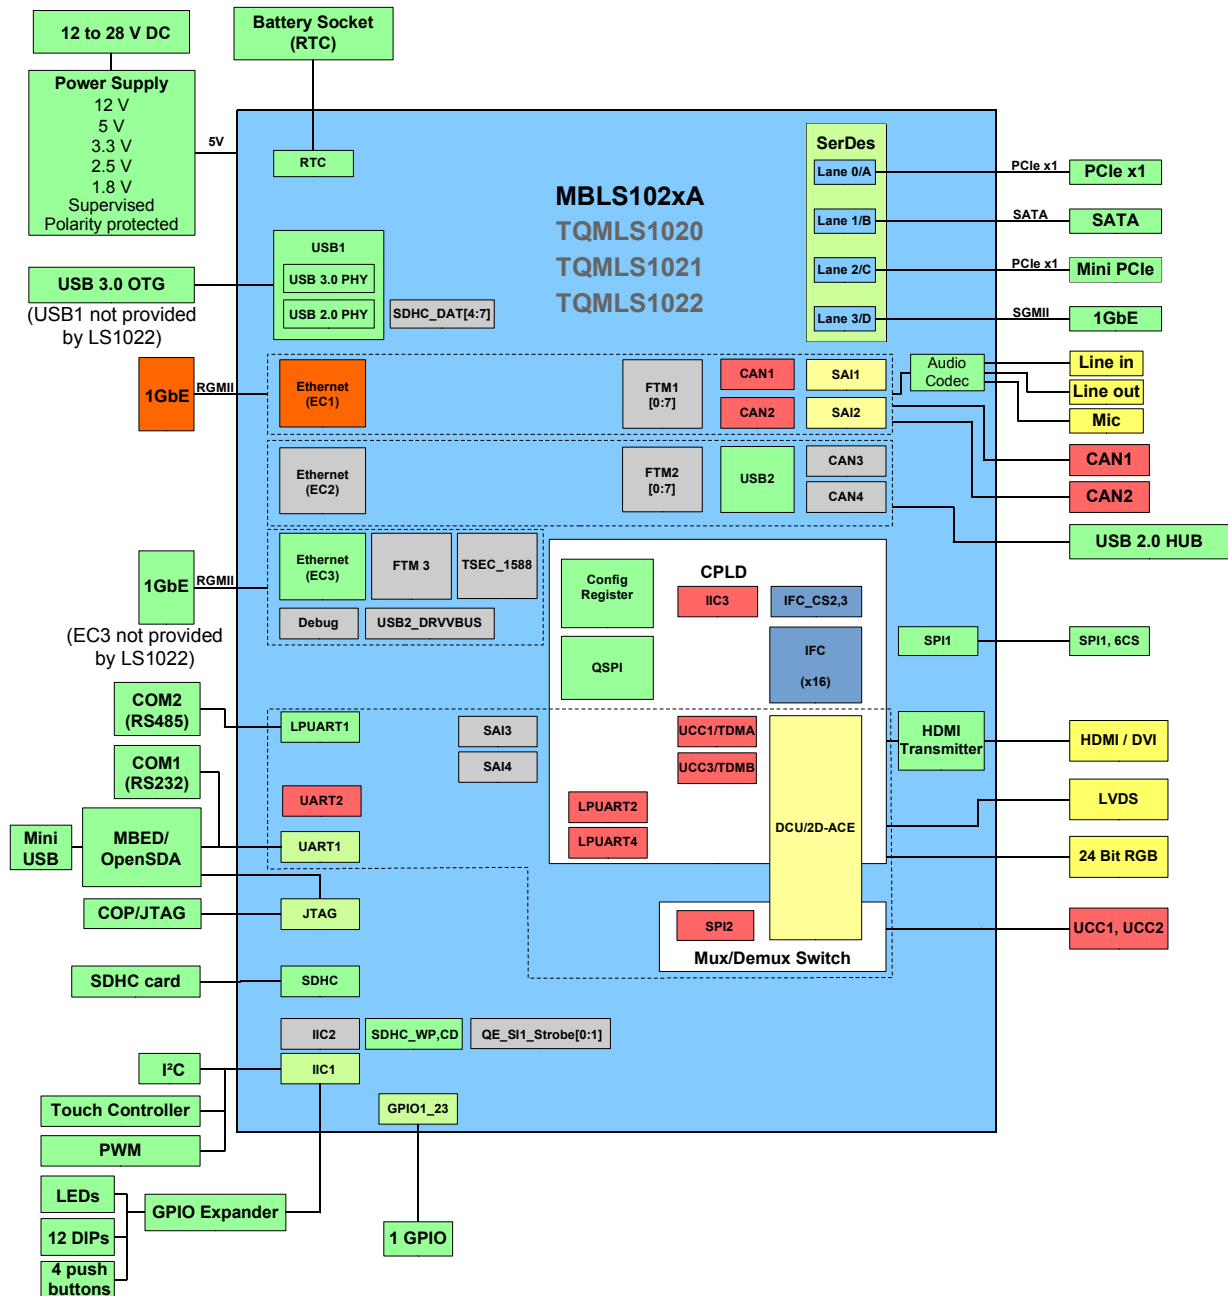 12 to 28 V DC
Battery Socket
(RTC)
Power Supply
12 V
5 V
3.3 V
2.5 V
1.8 V
Supervised
Polarity protected
5V
RTC
SerDes
Lane 0/A
PCIe x1
PCIe x1
Lane 1/B
SATA
SATA
Lane 2/C
PCIe x1
Mini PCIe
Lane 3/D
SGMII
1GbE
MBLS102xA
TQMLS1020
TQMLS1021
TQMLS1022
USB 3.0 OTG
(USB1 not provided
by LS1022)
USB1
USB 3.0 PHY
USB 2.0 PHY
SDHC_DAT[4:7]
1GbE
RGMII
Ethernet
(EC1)
FTM1
[0:7]
CAN1
CAN2
SAI1
SAI2
Audio
Codec
Line in
Line out
Mic
CAN1
CAN2
Ethernet
(EC2)
FTM2
[0:7]
USB2
CAN3
CAN4
USB 2.0 HUB
1GbE
RGMII
(EC3 not provided
by LS1022)
Ethernet
(EC3)
FTM 3
TSEC_1588
Debug
USB2_DRVVBUS
CPLD
Config
Register
IIC3
IFC_CS2,3
QSPI
IFC
(x16)
SPI1
SPI1, 6CS
COM2
(RS485)
LPUART1
SAI3
SAI4
UCC1/TDMA
UCC3/TDMB
HDMI
Transmitter
HDMI / DVI
COM1
(RS232)
UART2
LPUART2
LPUART4
DCU/2D-ACE
LVDS
Mini
USB
MBED/
OpenSDA
UART1
24 Bit RGB
COP/JTAG
JTAG
SPI2
Mux/Demux Switch
UCC1, UCC2
SDHC card
SDHC
IIC2
SDHC_WP,CD
QE_SI1_Strobe[0:1]
I²C
IIC1
Touch Controller
GPIO1_23
PWM
LEDs
GPIO Expander
12 DIPs
1 GPIO
4 push
buttons